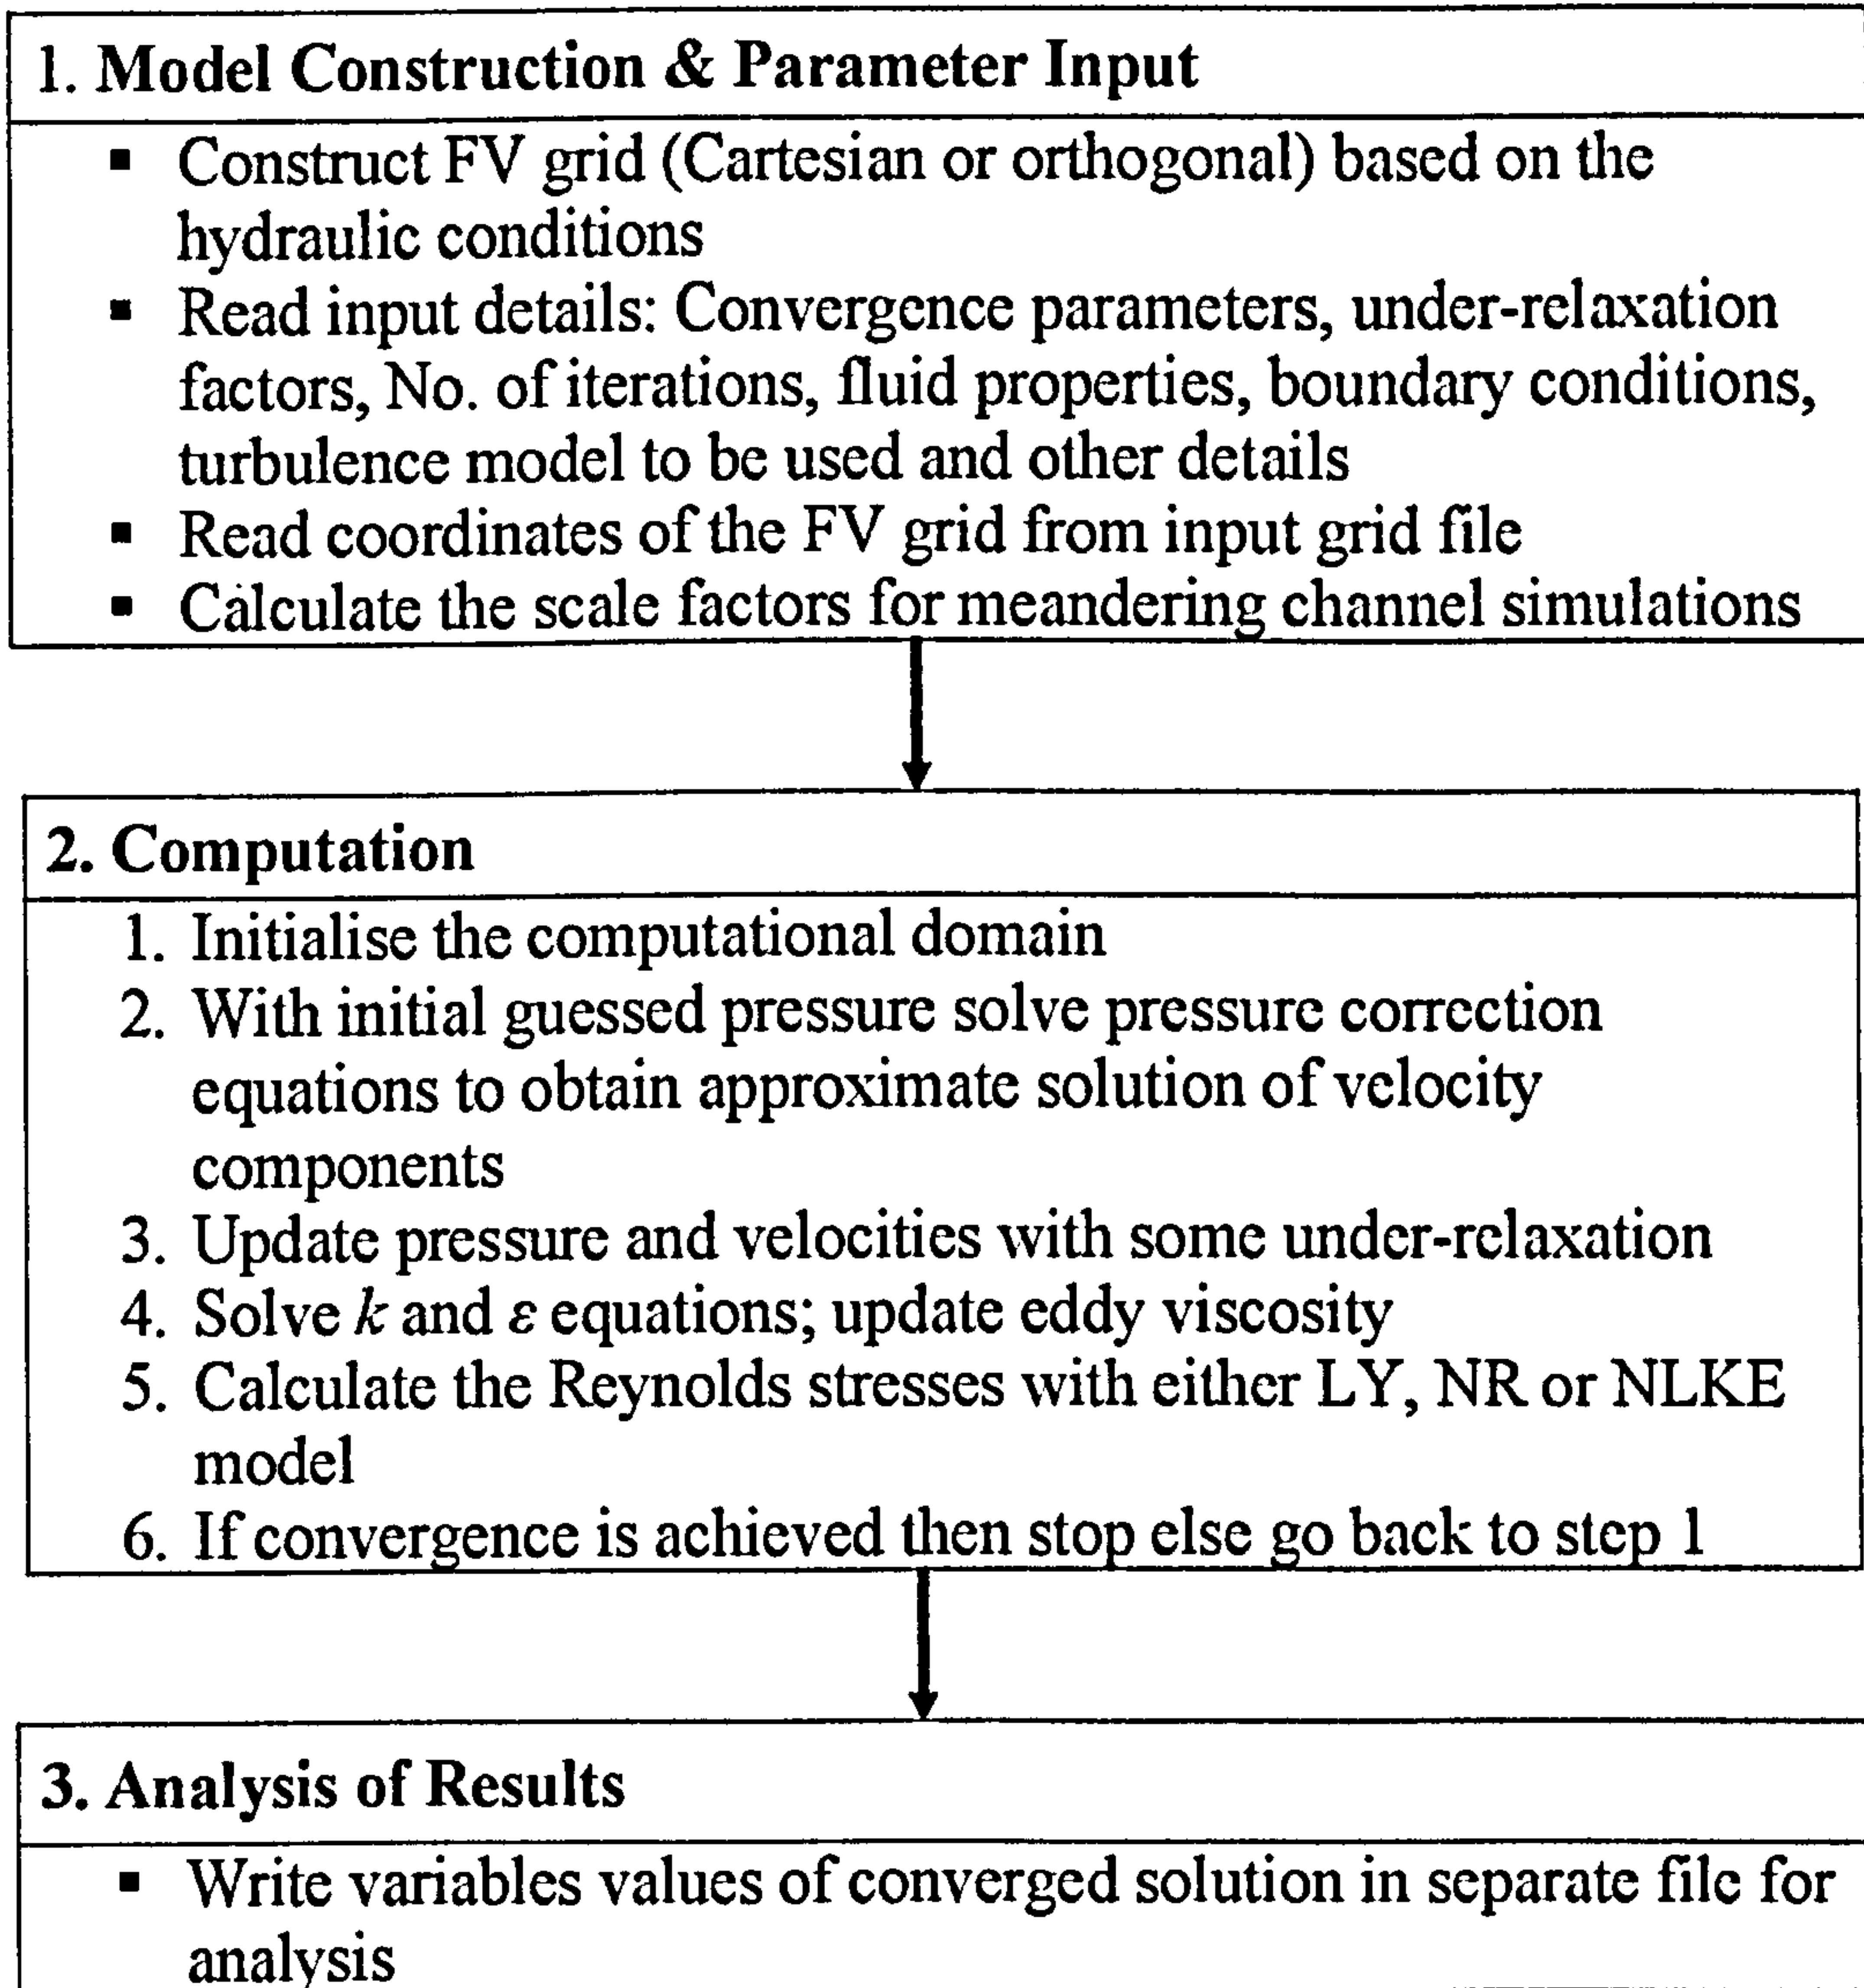 1. Model Construction & Parameter Input
▪ Construct FV grid (Cartesian or orthogonal) based on the
hydraulic conditions
▪ Read input details: Convergence parameters, under-relaxation
factors, No. of iterations, fluid properties, boundary conditions,
turbulence model to be used and other details
▪ Read coordinates of the FV grid from input grid file
▪ Calculate the scale factors for meandering channel simulations
2. Computation
1. Initialise the computational domain
2. With initial guessed pressure solve pressure correction
equations to obtain approximate solution of velocity
components
3. Update pressure and velocities with some under-relaxation
4. Solve k and ε equations; update eddy viscosity
5. Calculate the Reynolds stresses with either LY, NR or NLKE
model
6. If convergence is achieved then stop else go back to step 1
3. Analysis of Results
▪ Write variables values of converged solution in separate file for
analysis